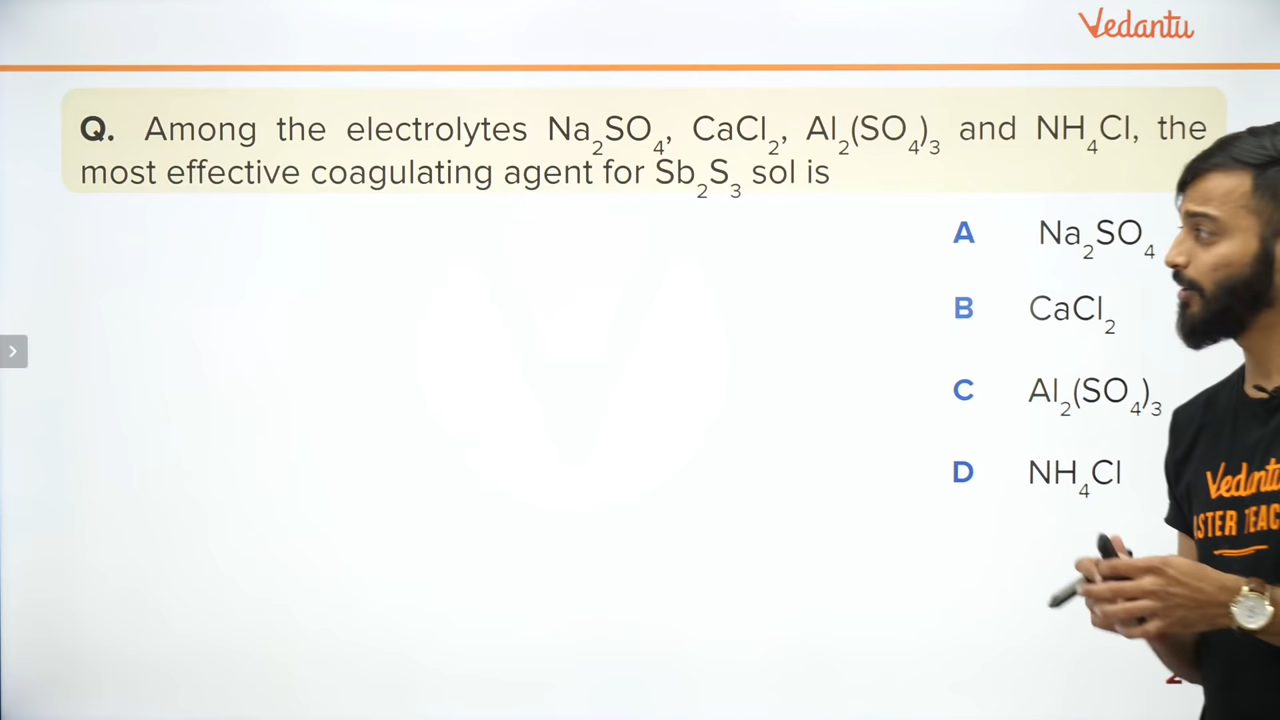 Vedantu
Q. Among the electrolytes Na₂SO₄, CaCl₂, Al₂(SO₄)₃ and NH₄Cl, the
most effective coagulating agent for Sb₂S₃ sol is
A Na₂SO₄
B CaCl₂
C Al₂(SO₄)₃
D NH₄Cl
Vedantu